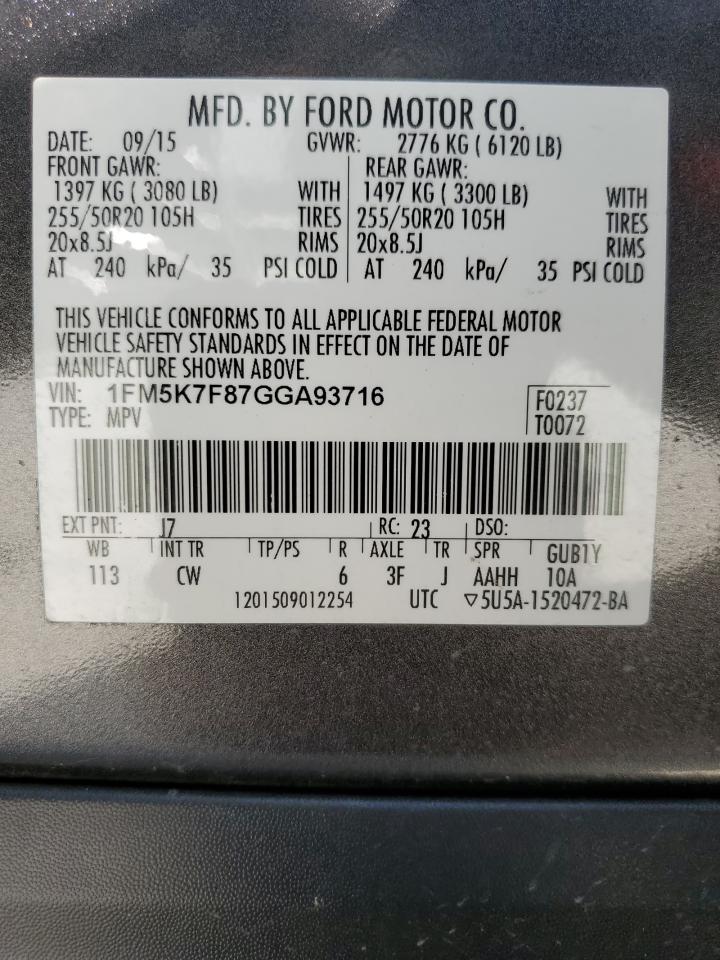 MFD. BY FORD MOTOR CO.
DATE: 09/15 GVWR: 2776 KG ( 6120 LB)
FRONT GAWR: REAR GAWR:
1397 KG ( 3080 LB) WITH 1497 KG ( 3300 LB) WITH
255/50R20 105H TIRES 255/50R20 105H TIRES
20x8.5J RIMS 20x8.5J RIMS
AT 240 kPa/ 35 PSI COLD AT 240 kPa/ 35 PSI COLD
THIS VEHICLE CONFORMS TO ALL APPLICABLE FEDERAL MOTOR
VEHICLE SAFETY STANDARDS IN EFFECT ON THE DATE OF
MANUFACTURE SHOWN ABOVE.
VIN: 1FM5K7F87GGA93716 F0237
TYPE: MPV T0072
EXT PNT: J7 RC: 23 DSO:
WB INT TR TP/PS R AXLE TR SPR GUB1Y
113 CW 6 3F J AAHH 10A
1201509012254 UTC ▽5U5A-1520472-BA